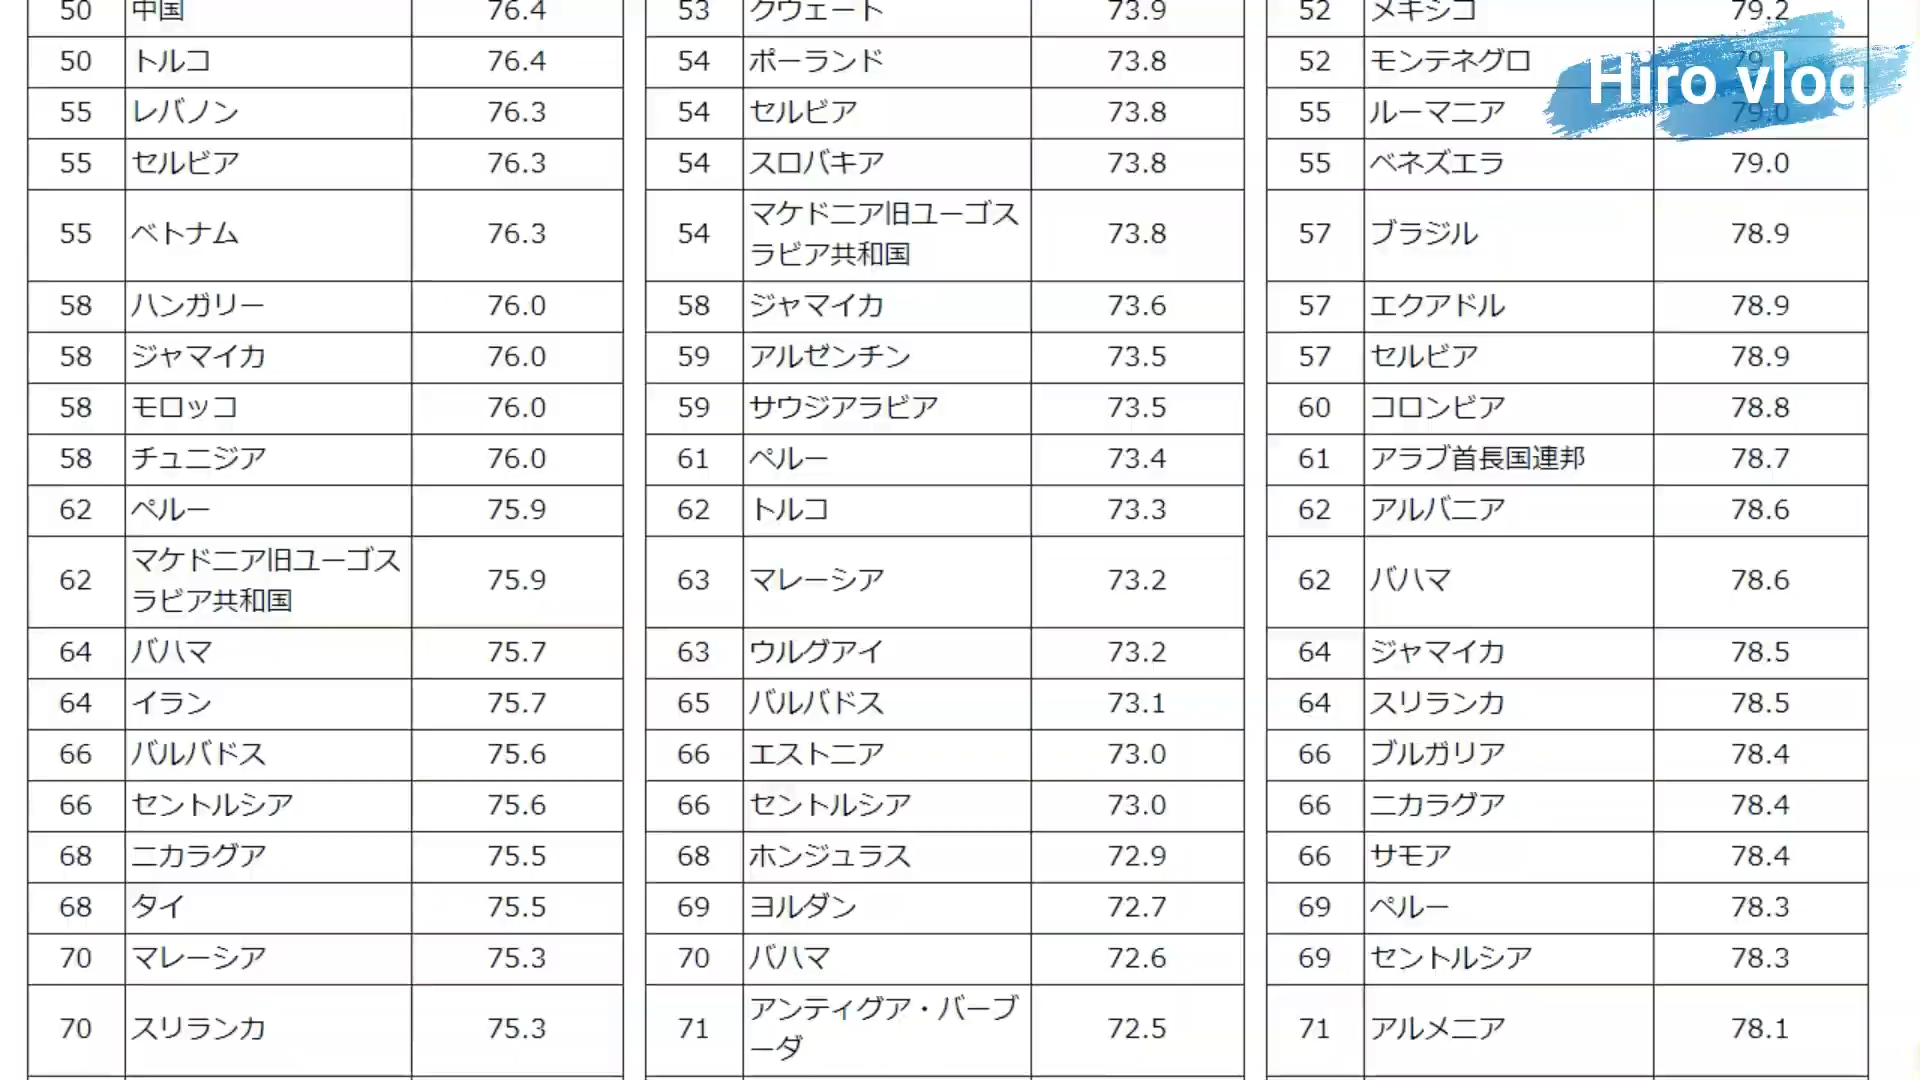 50 中国 76.4 53 クウェート 73.9 52 メキシコ 79.2
50 トルコ 76.4 54 ポーランド 73.8 52 モンテネグロ
Hiro vlog
55 レバノン 76.3 54 セルビア 73.8 55 ルーマニア 79.0
55 セルビア 76.3 54 スロバキア 73.8 55 ベネズエラ 79.0
55 ベトナム 76.3 54 マケドニア旧ユーゴス 73.8 57 ブラジル 78.9
ラビア共和国
58 ハンガリー 76.0 58 ジャマイカ 73.6 57 エクアドル 78.9
58 ジャマイカ 76.0 59 アルゼンチン 73.5 57 セルビア 78.9
58 モロッコ 76.0 59 サウジアラビア 73.5 60 コロンビア 78.8
58 チュニジア 76.0 61 ペルー 73.4 61 アラブ首長国連邦 78.7
62 ペルー 75.9 62 トルコ 73.3 62 アルバニア 78.6
62 マケドニア旧ユーゴス 75.9 63 マレーシア 73.2 62 バハマ 78.6
ラビア共和国
64 バハマ 75.7 63 ウルグアイ 73.2 64 ジャマイカ 78.5
64 イラン 75.7 65 バルバドス 73.1 64 スリランカ 78.5
66 バルバドス 75.6 66 エストニア 73.0 66 ブルガリア 78.4
66 セントルシア 75.6 66 セントルシア 73.0 66 ニカラグア 78.4
68 ニカラグア 75.5 68 ホンジュラス 72.9 66 サモア 78.4
68 タイ 75.5 69 ヨルダン 72.7 69 ペルー 78.3
70 マレーシア 75.3 70 バハマ 72.6 69 セントルシア 78.3
70 スリランカ 75.3 71 アンティグア・バーブ 72.5 71 アルメニア 78.1
ーダ